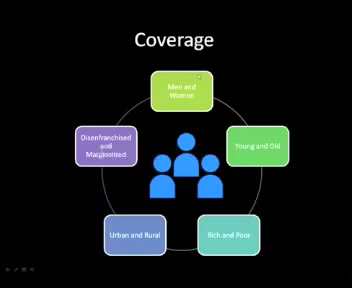 Coverage
Men and
Women
Young and Old
Rich and Poor
Urban and Rural
Disenfranchised
and
Marginalised